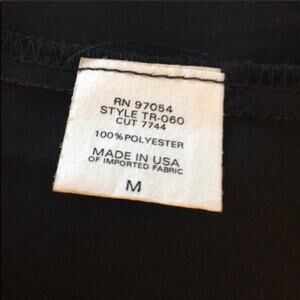 RN 97054
STYLE TR-060
CUT 7744
100% POLYESTER
MADE IN USA
OF IMPORTED FABRIC
M